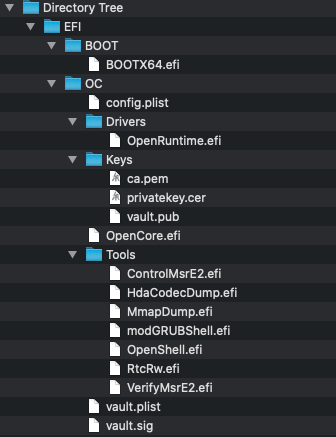 Directory Tree
EFI
BOOT
BOOTX64.efi
OC
config.plist
Drivers
OpenRuntime.efi
Keys
ca.pem
privatekey.cer
vault.pub
OpenCore.efi
Tools
ControlMsrE2.efi
HdaCodecDump.efi
MmapDump.efi
modGRUBShell.efi
OpenShell.efi
RtcRw.efi
VerifyMsrE2.efi
vault.plist
vault.sig